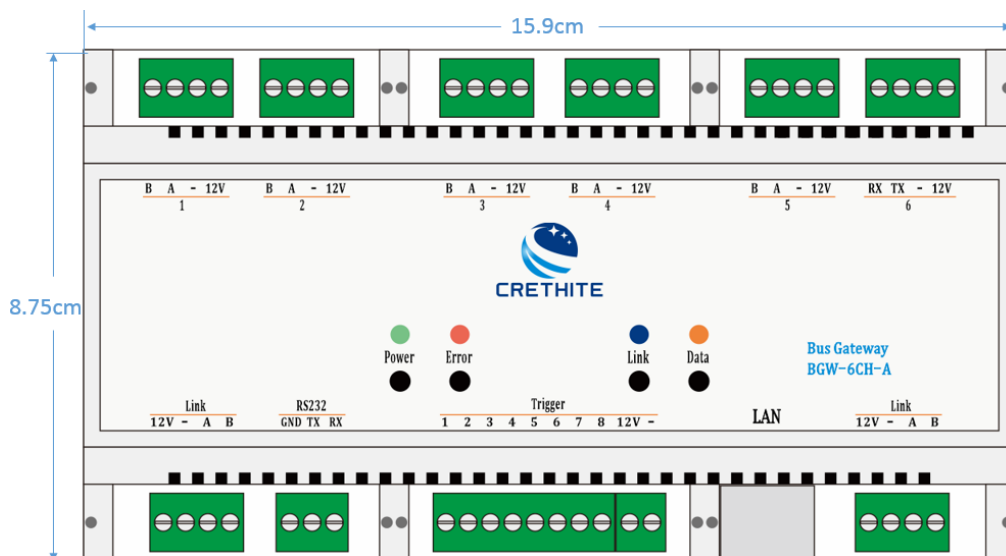 15.9cm
B A - 12V B A - 12V B A - 12V B A - 12V B A - 12V RX TX - 12V
1 2 3 4 5 6
CRETHITE
8.75cm
Power Error Link Data
Bus Gateway
BGW-6CH-A
Link RS232 Trigger LAN Link
12V - A B GND TX RX 1 2 3 4 5 6 7 8 12V - 12V - A B